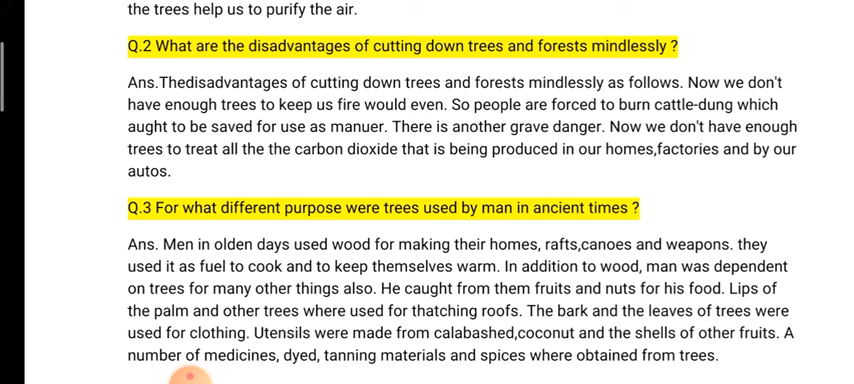 the trees help us to purify the air.
Q.2 What are the disadvantages of cutting down trees and forests mindlessly ?
Ans.Thedisadvantages of cutting down trees and forests mindlessly as follows. Now we don't
have enough trees to keep us fire would even. So people are forced to burn cattle-dung which
aught to be saved for use as manuer. There is another grave danger. Now we don't have enough
trees to treat all the the carbon dioxide that is being produced in our homes,factories and by our
autos.
Q.3 For what different purpose were trees used by man in ancient times ?
Ans. Men in olden days used wood for making their homes, rafts,canoes and weapons. they
used it as fuel to cook and to keep themselves warm. In addition to wood, man was dependent
on trees for many other things also. He caught from them fruits and nuts for his food. Lips of
the palm and other trees where used for thatching roofs. The bark and the leaves of trees were
used for clothing. Utensils were made from calabashed,coconut and the shells of other fruits. A
number of medicines, dyed, tanning materials and spices where obtained from trees.